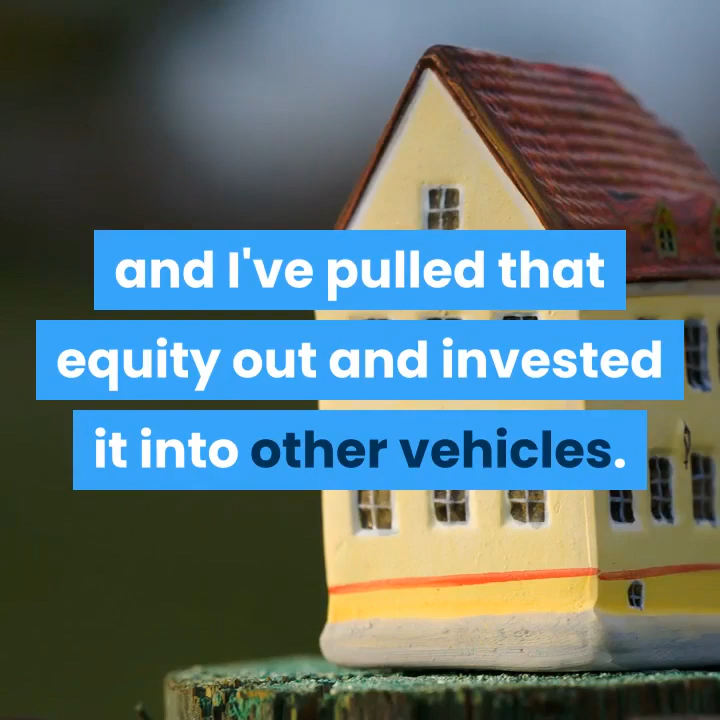 and I've pulled that
equity out and invested
it into other vehicles.